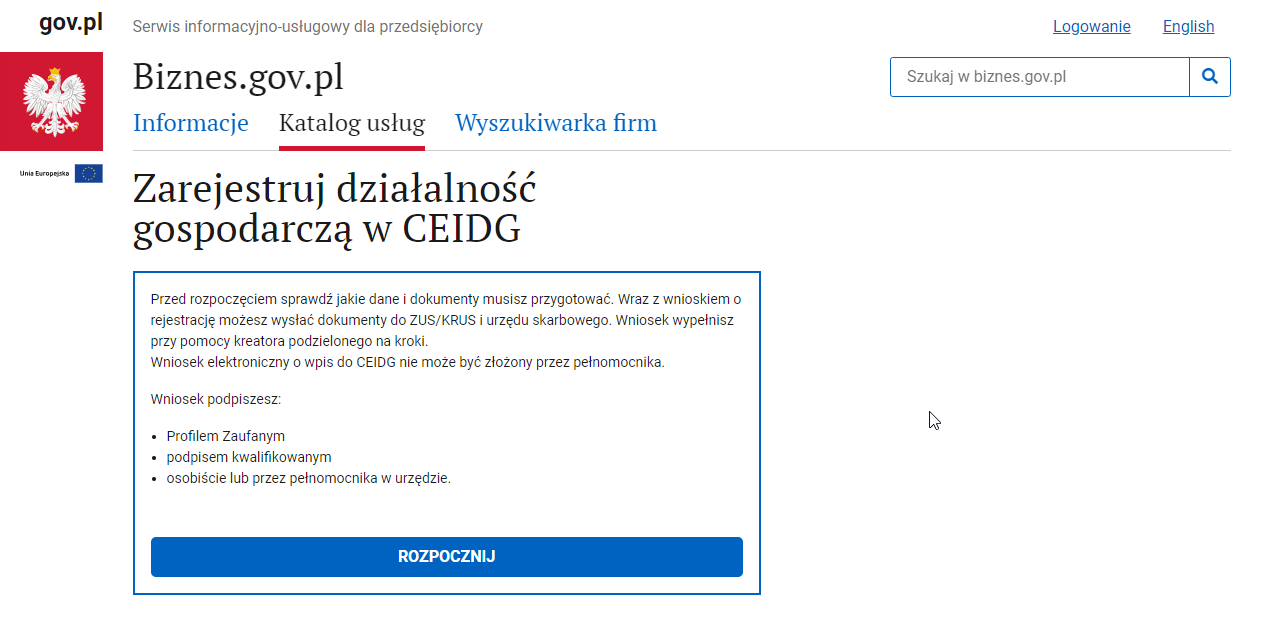 gov.pl
Serwis informacyjno-usługowy dla przedsiębiorcy
Logowanie
English
Biznes.gov.pl
Szukaj w biznes.gov.pl
Informacje
Katalog usług
Wyszukiwarka firm
Unia Europejska
Zarejestruj działalność
gospodarczą w CEIDG
Przed rozpoczęciem sprawdź jakie dane i dokumenty musisz przygotować. Wraz z wnioskiem o
rejestrację możesz wysłać dokumenty do ZUS/KRUS i urzędu skarbowego. Wniosek wypełnisz
przy pomocy kreatora podzielonego na kroki.
Wniosek elektroniczny o wpis do CEIDG nie może być złożony przez pełnomocnika.
Wniosek podpiszesz:
• Profilem Zaufanym
• podpisem kwalifikowanym
• osobiście lub przez pełnomocnika w urzędzie.
ROZPOCZNIJ